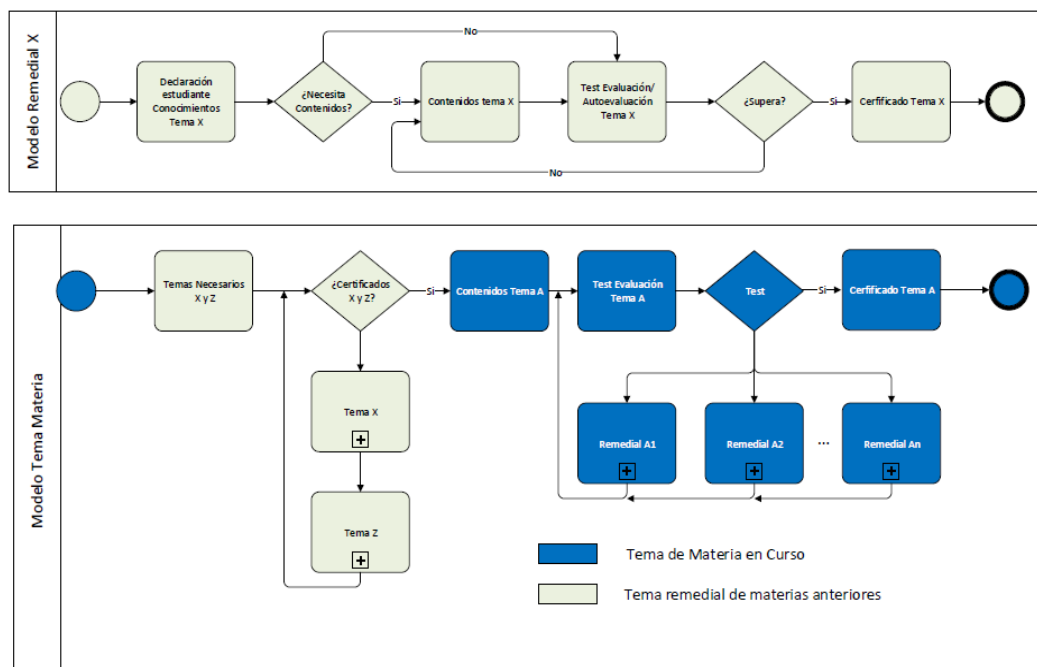 Modelo Remedial X
Declaración
estudiante
Conocimientos
Tema X
¿Necesita
Contenidos?
No
Si
Contenidos tema X
Test Evaluación/
Autoevaluación
Tema X
¿Supera?
Si
No
Cerfificado Tema X
Modelo Tema Materia
Temas Necesarios
X y Z
¿Certificados
X y Z?
Si
Contenidos Tema A
Test Evaluación
Tema A
Test
Si
Cerfificado Tema A
Tema X
Tema Z
Remedial A1
Remedial A2
...
Remedial An
Tema de Materia en Curso
Tema remedial de materias anteriores